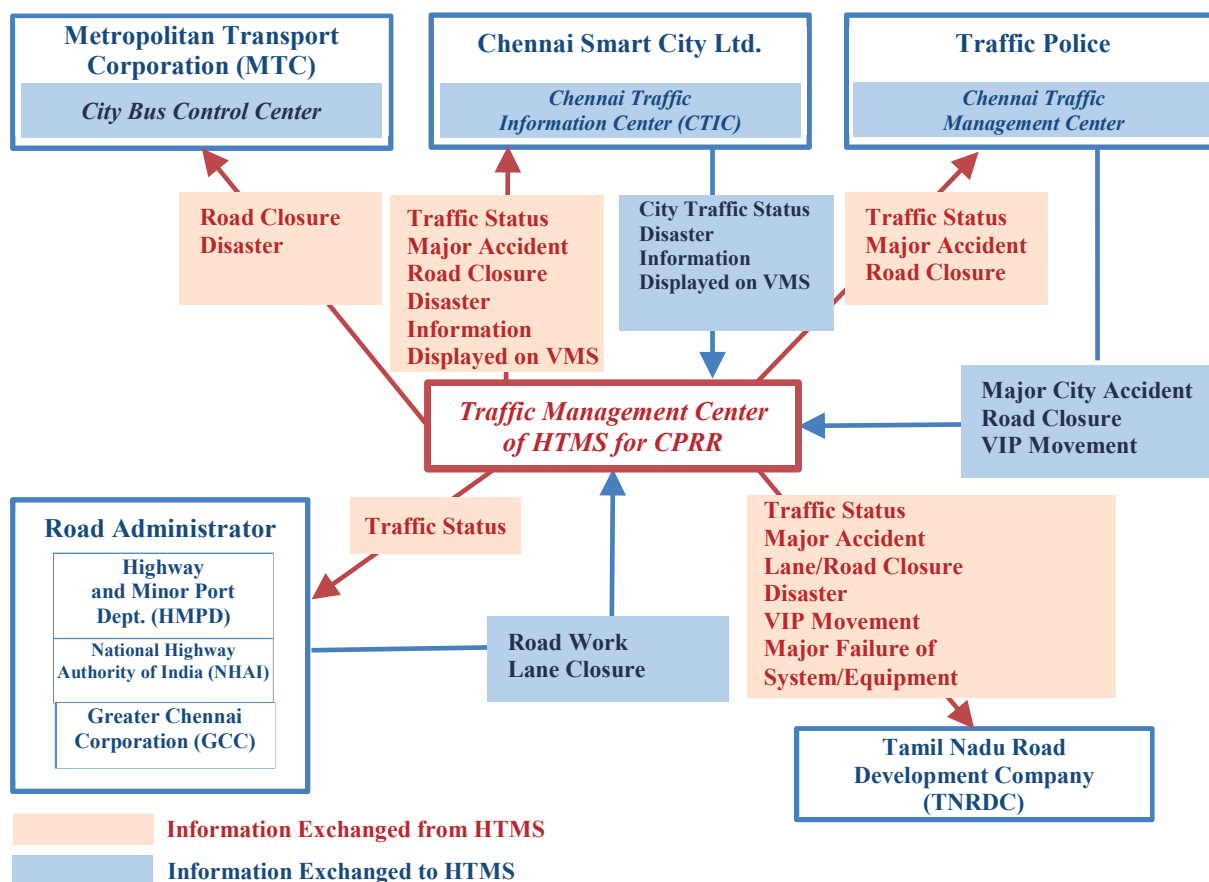 Metropolitan Transport
Corporation (MTC)
City Bus Control Center
Chennai Smart City Ltd.
Chennai Traffic
Information Center (CTIC)
Traffic Police
Chennai Traffic
Management Center
Road Closure
Disaster
Traffic Status
Major Accident
Road Closure
Disaster
Information
Displayed on VMS
City Traffic Status
Disaster
Information
Displayed on VMS
Traffic Status
Major Accident
Road Closure
Traffic Management Center
of HTMS for CPRR
Major City Accident
Road Closure
VIP Movement
Road Administrator
Highway
and Minor Port
Dept. (HMPD)
National Highway
Authority of India (NHAI)
Greater Chennai
Corporation (GCC)
Traffic Status
Road Work
Lane Closure
Traffic Status
Major Accident
Lane/Road Closure
Disaster
VIP Movement
Major Failure of
System/Equipment
Tamil Nadu Road
Development Company
(TNRDC)
Information Exchanged from HTMS
Information Exchanged to HTMS